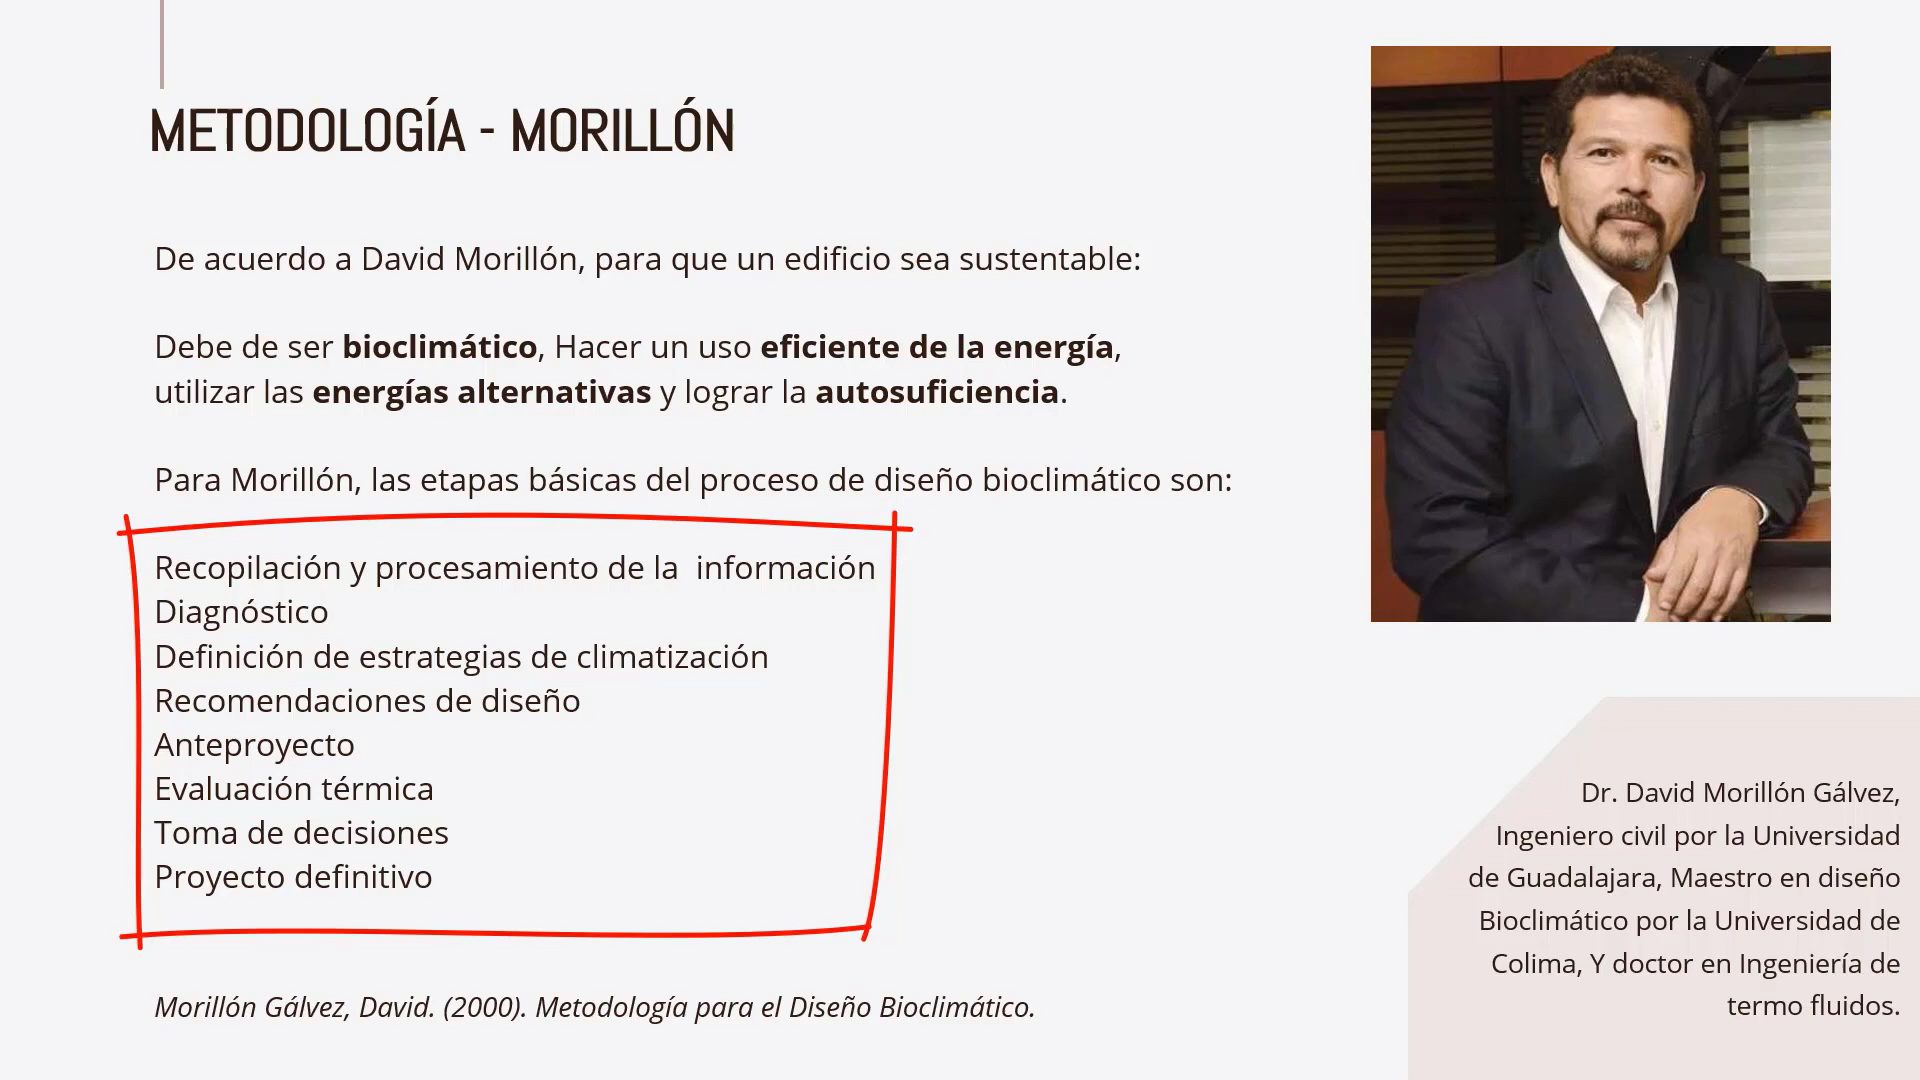 METODOLOGÍA - MORILLÓN
De acuerdo a David Morillón, para que un edificio sea sustentable:
Debe de ser bioclimático, Hacer un uso eficiente de la energía,
utilizar las energías alternativas y lograr la autosuficiencia.
Para Morillón, las etapas básicas del proceso de diseño bioclimático son:
Recopilación y procesamiento de la  información
Diagnóstico
Definición de estrategias de climatización
Recomendaciones de diseño
Anteproyecto
Evaluación térmica
Toma de decisiones
Proyecto definitivo
Morillón Gálvez, David. (2000). Metodología para el Diseño Bioclimático.
Dr. David Morillón Gálvez,
Ingeniero civil por la Universidad
de Guadalajara, Maestro en diseño
Bioclimático por la Universidad de
Colima, Y doctor en Ingeniería de
termo fluidos.